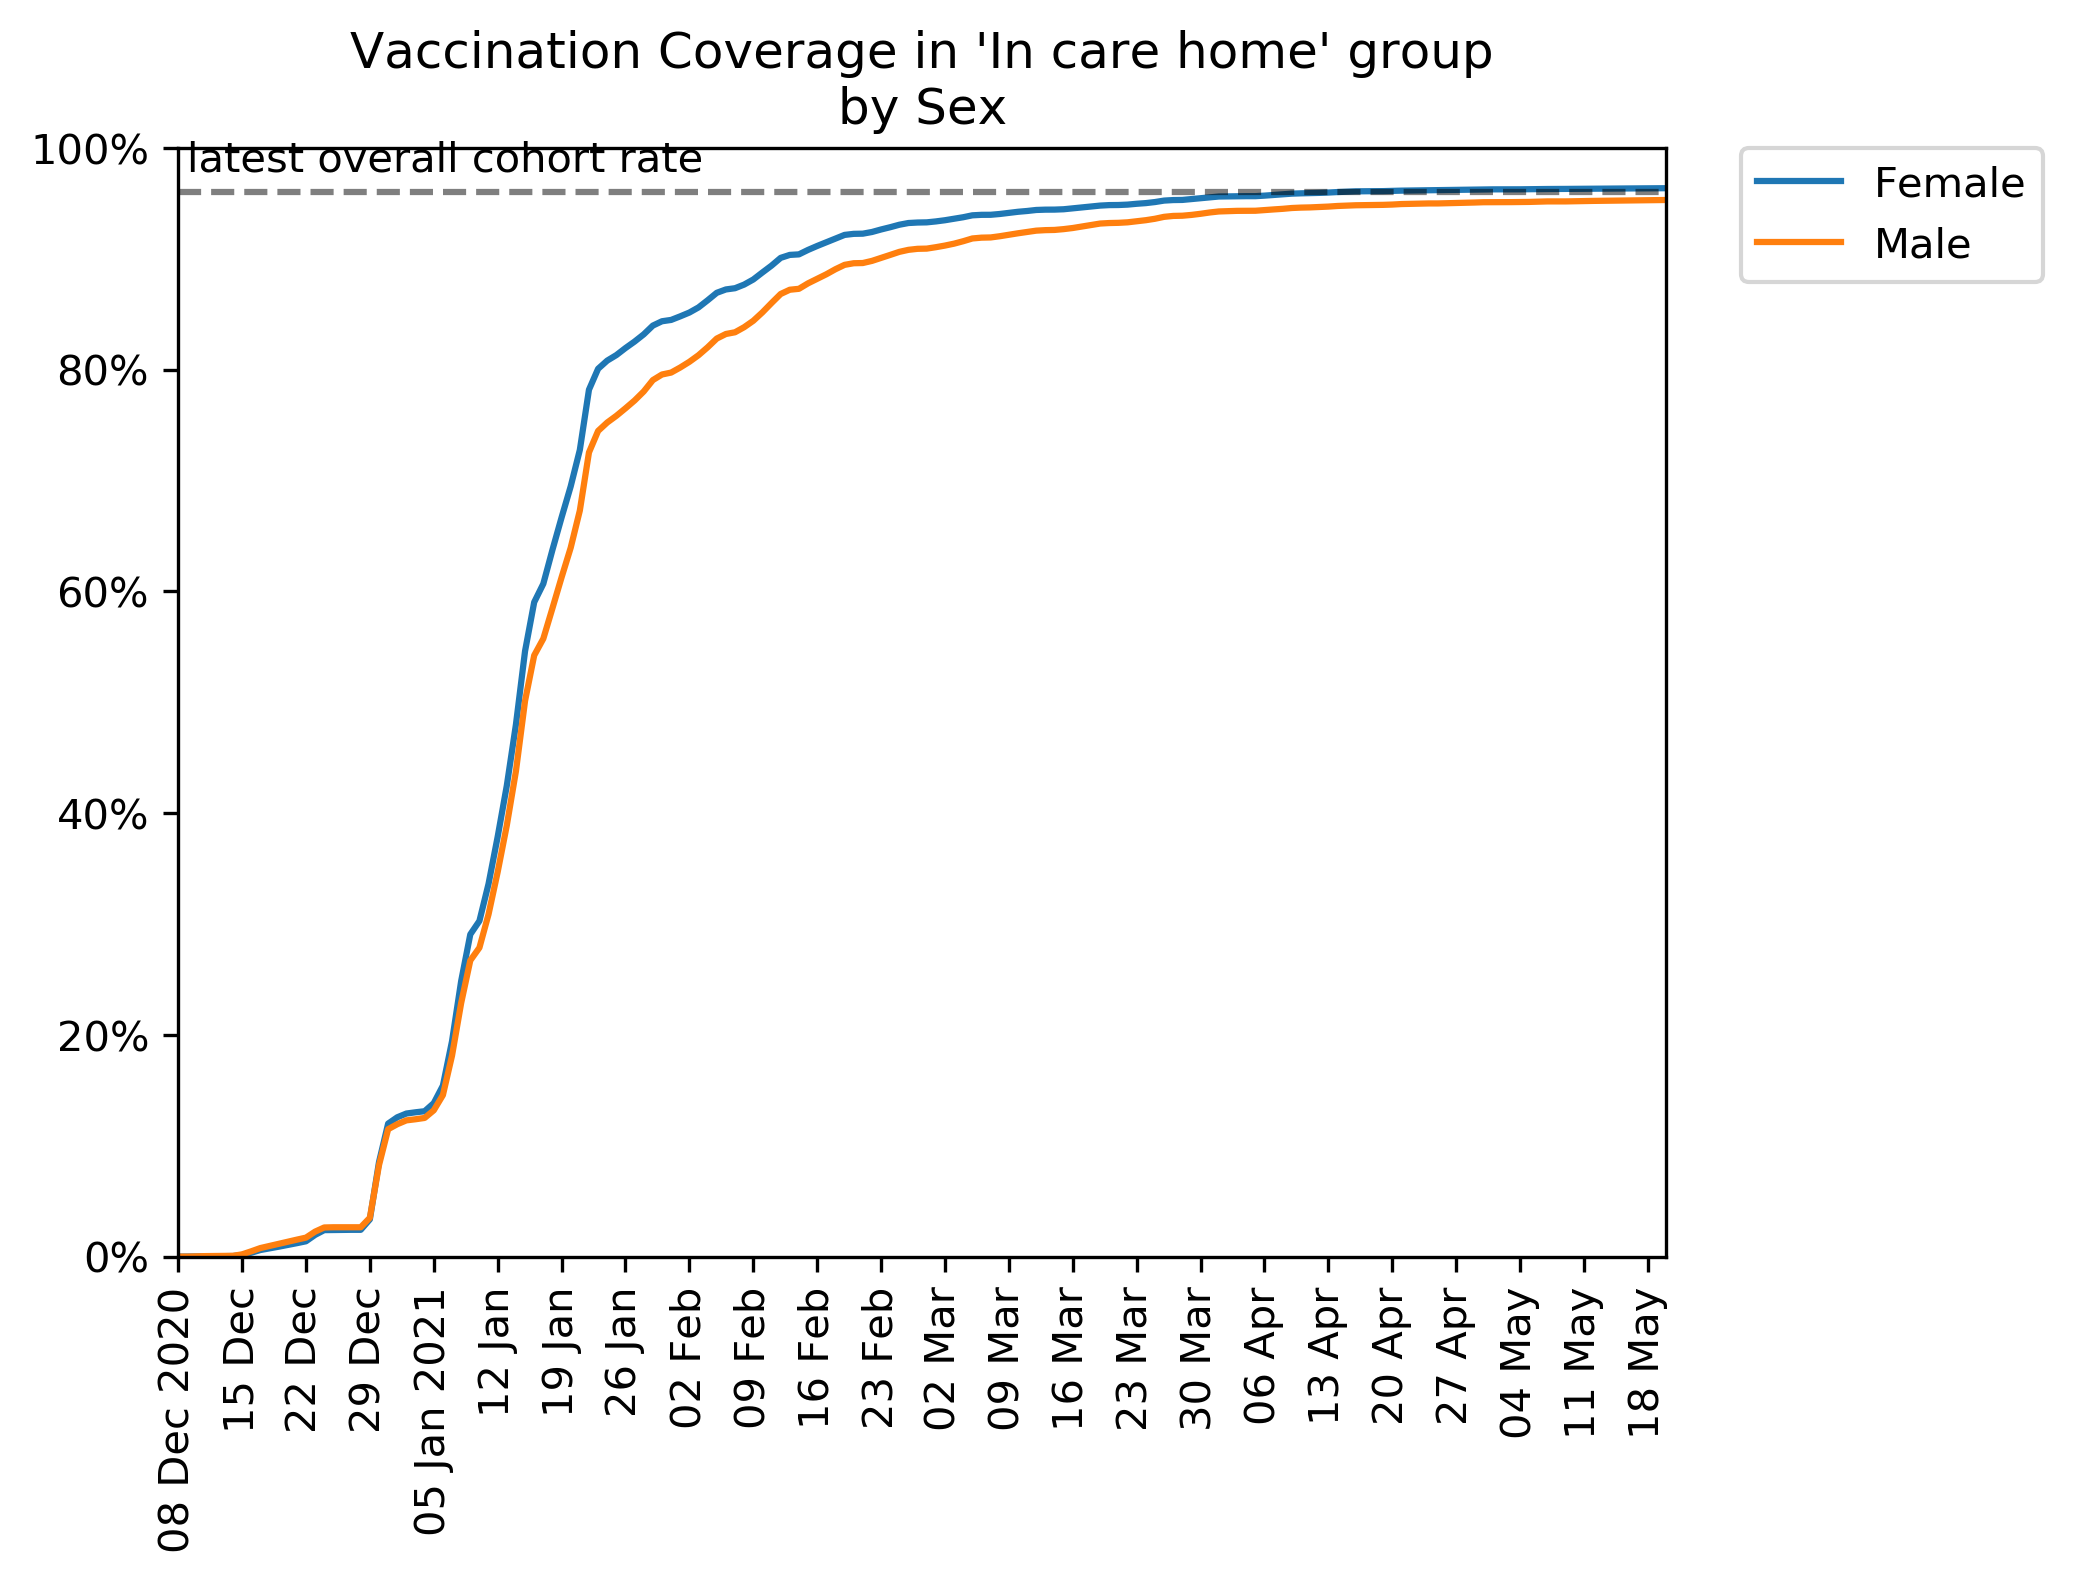 Vaccination Coverage in 'In care home' group
by Sex
100%
80%
60%
40%
20%
0%
latest overall cohort rate
Female
Male
08 Dec 2020
15 Dec
22 Dec
29 Dec
05 Jan 2021
12 Jan
19 Jan
26 Jan
02 Feb
09 Feb
16 Feb
23 Feb
02 Mar
09 Mar
16 Mar
23 Mar
30 Mar
06 Apr
13 Apr
20 Apr
27 Apr
04 May
11 May
18 May